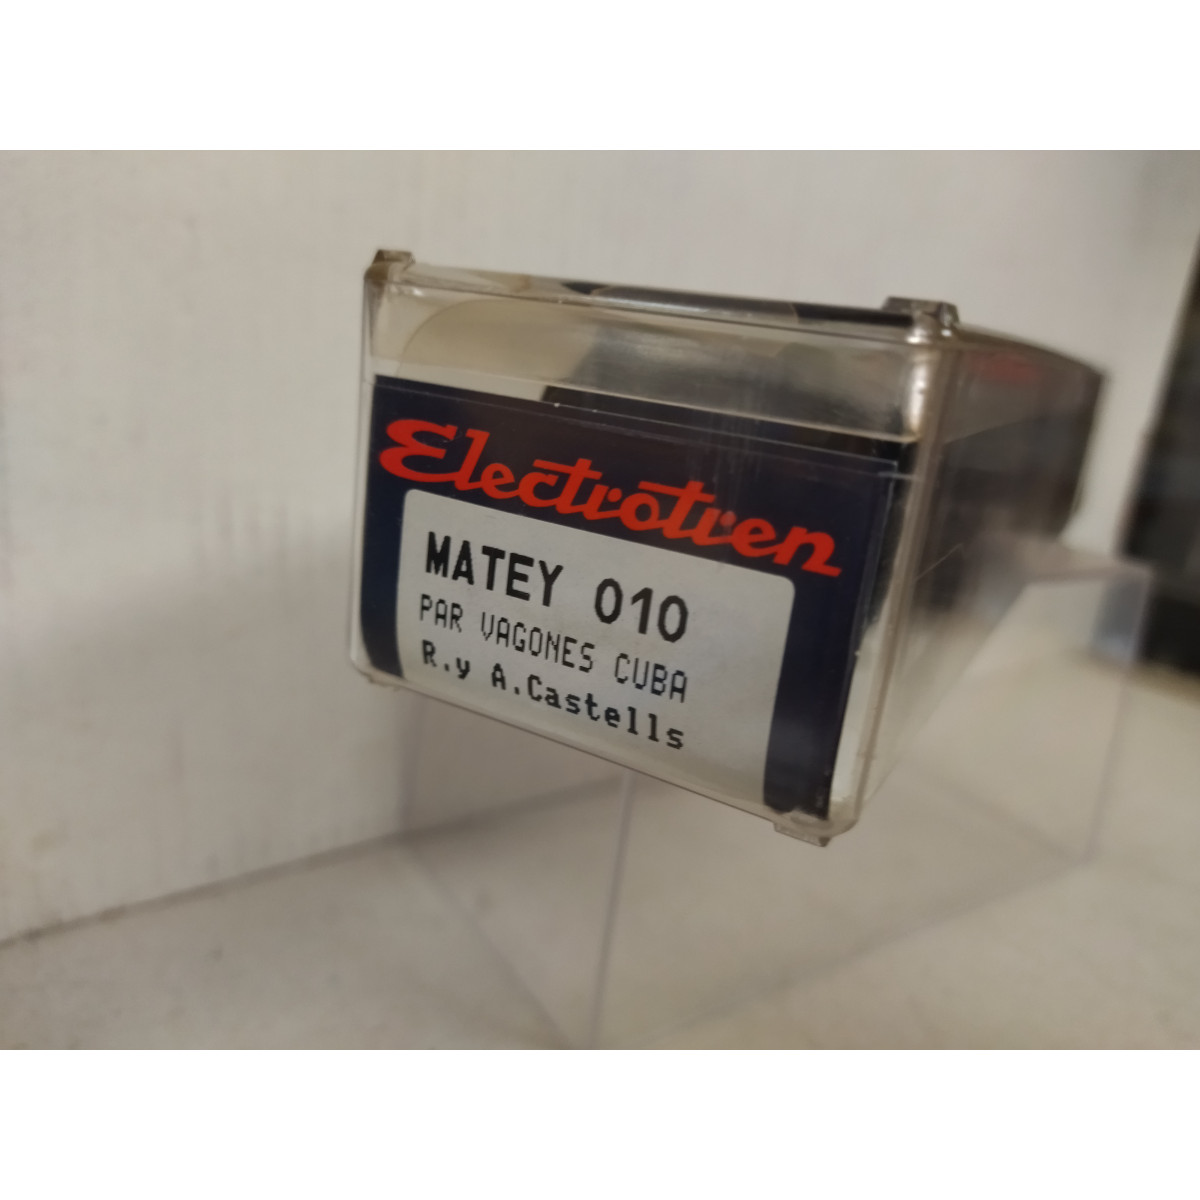 Electrotren
MATEY 010
PAR VAGONES CUBA
R.y A.Castells